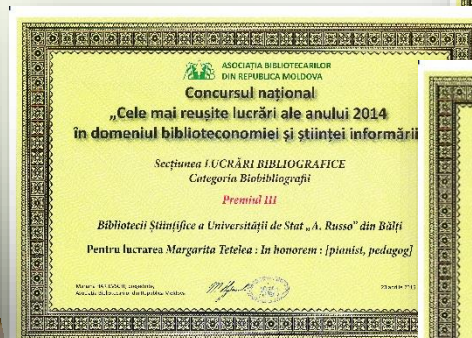 ASOCIAȚIA BIBLIOTECARILOR
DIN REPUBLICA MOLDOVA
Concursul național
„Cele mai reușite lucrări ale anului 2014
în domeniul biblioteconomiei și științei informării
Secțiunea LUCRĂRI BIBLIOGRAFICE
Categoria Biobibliografii
Premiul III
Bibliotecii Științifice a Universității de Stat „A. Russo” din Bălți
Pentru lucrarea Margarita Tetelea : In honorem : [pianist, pedagog]